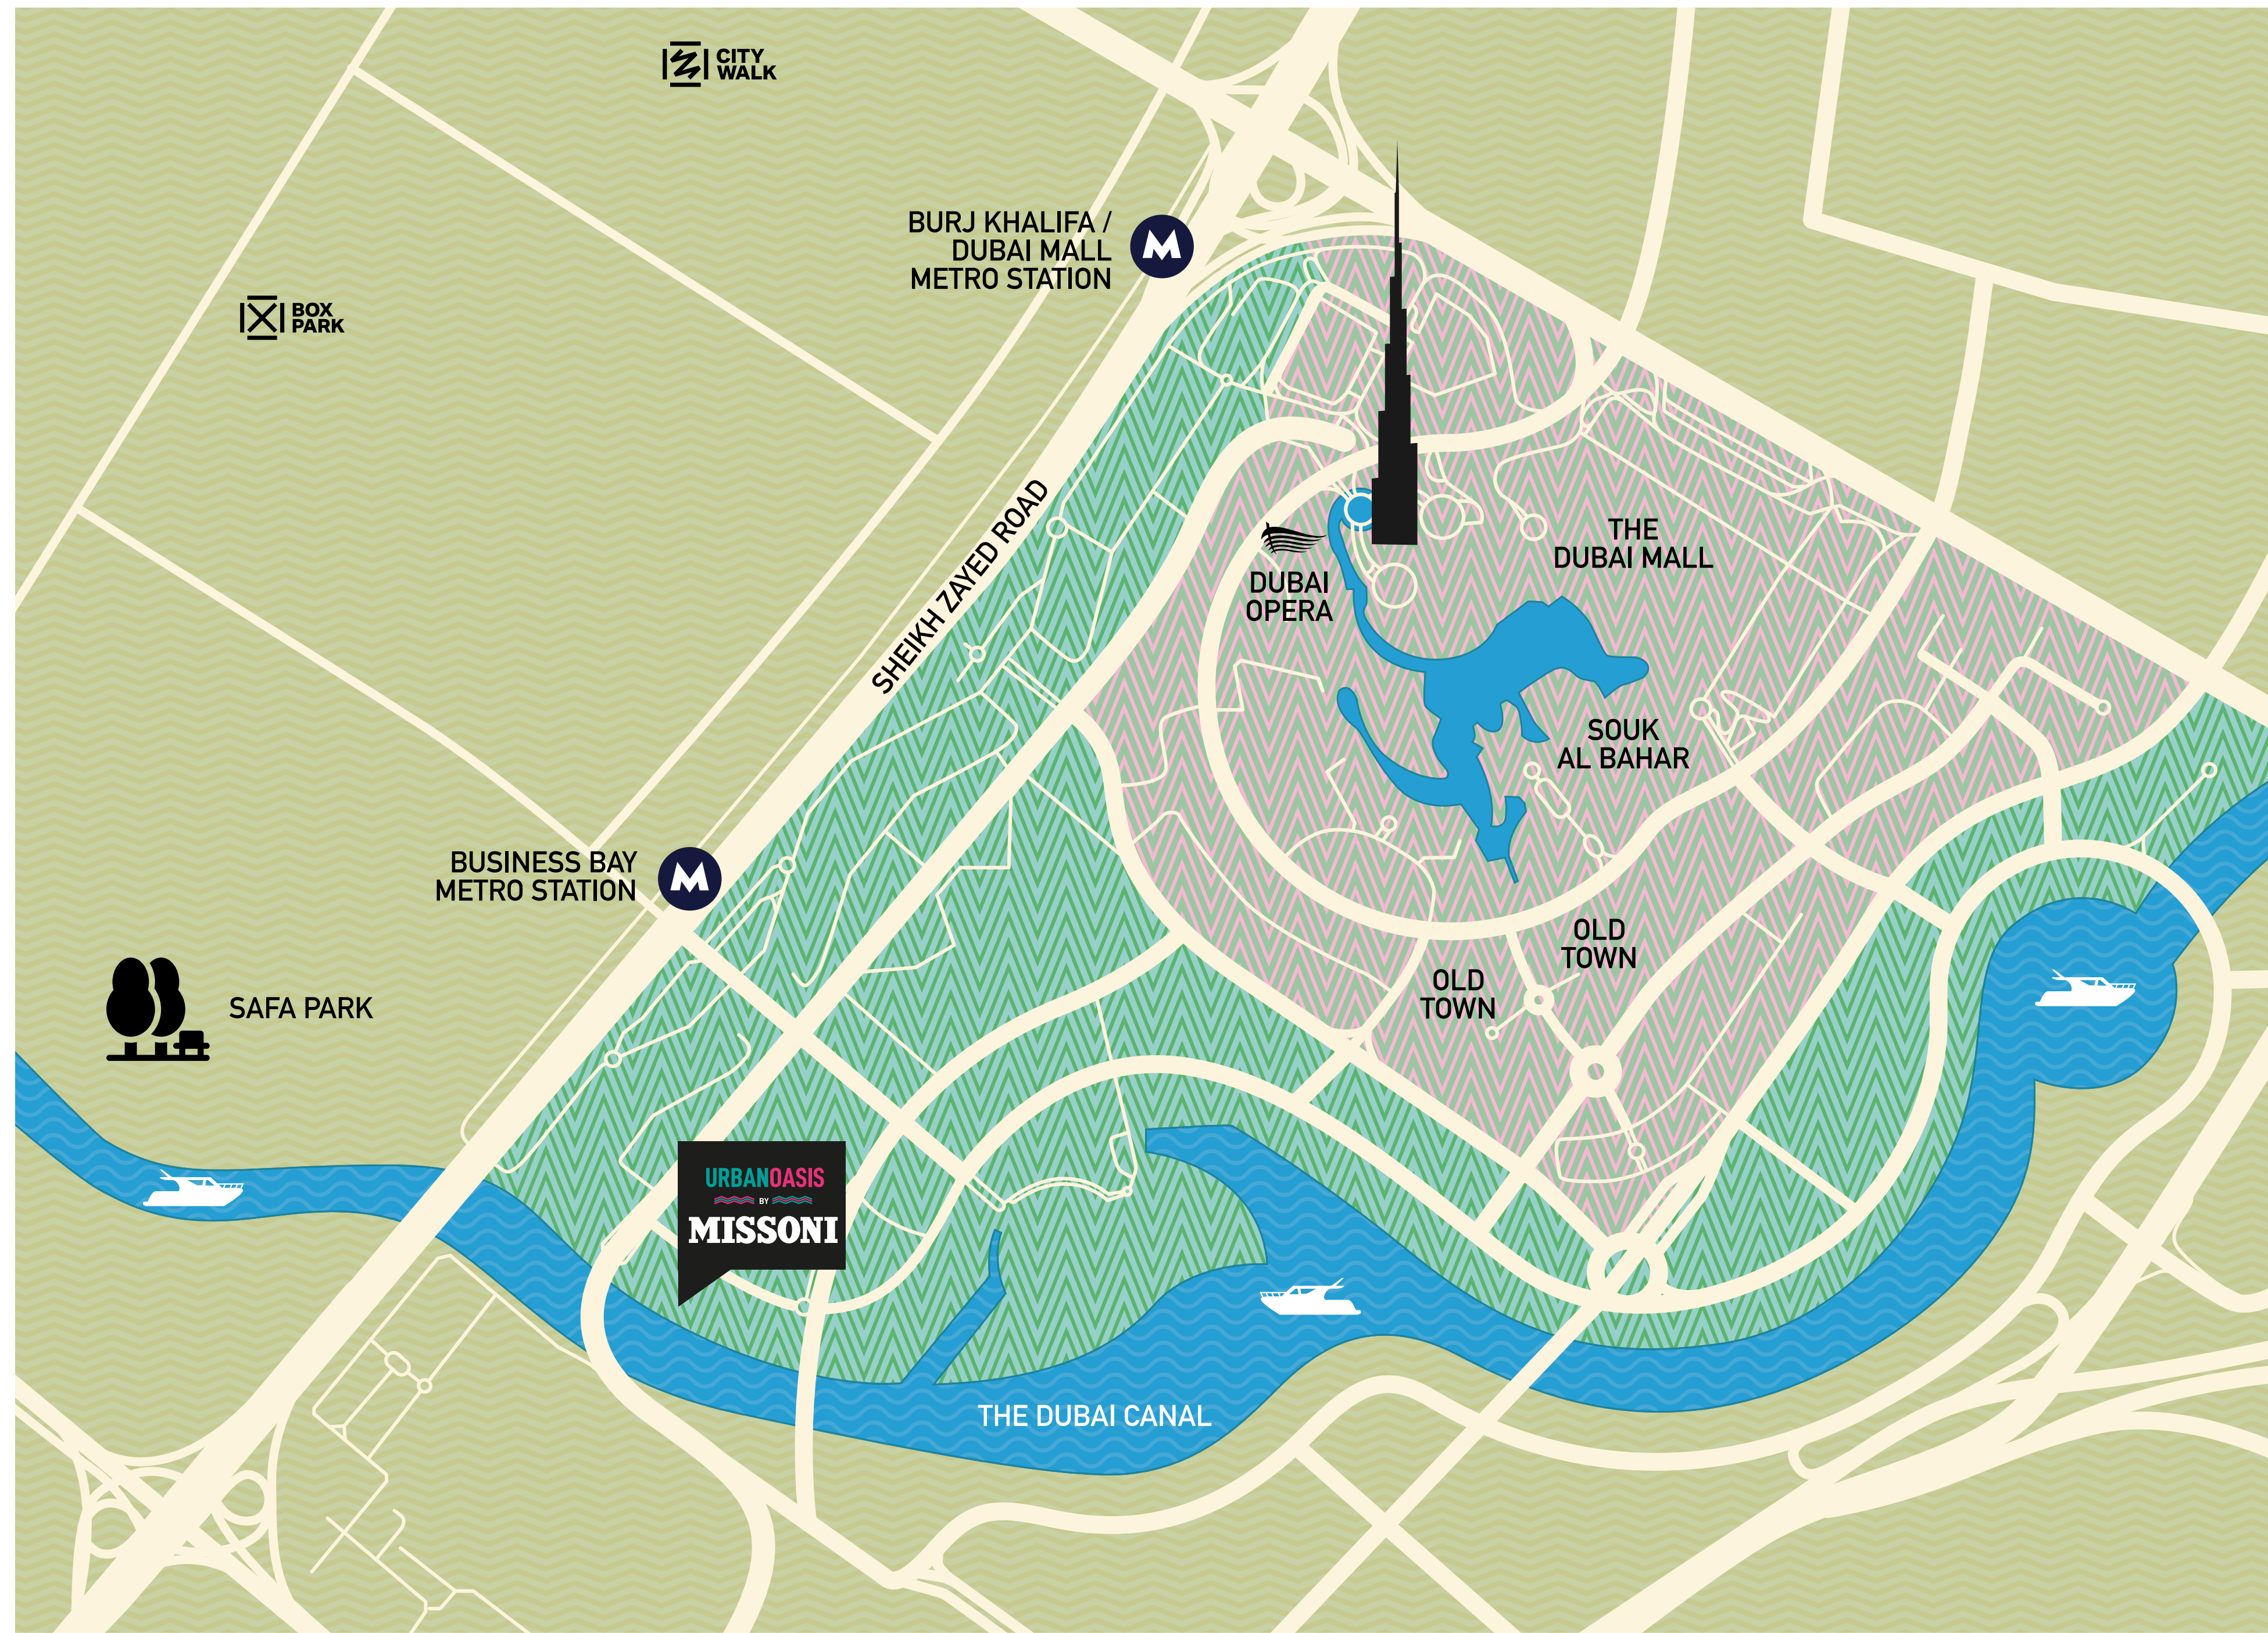 CITY
WALK
BURJ KHALIFA /
DUBAI MALL
METRO STATION
BOX
PARK
SHEIKH ZAYED ROAD
THE
DUBAI MALL
DUBAI
OPERA
SOUK
AL BAHAR
BUSINESS BAY
METRO STATION
OLD
TOWN
OLD
TOWN
SAFA PARK
URBANOASIS
BY
MISSONI
THE DUBAI CANAL